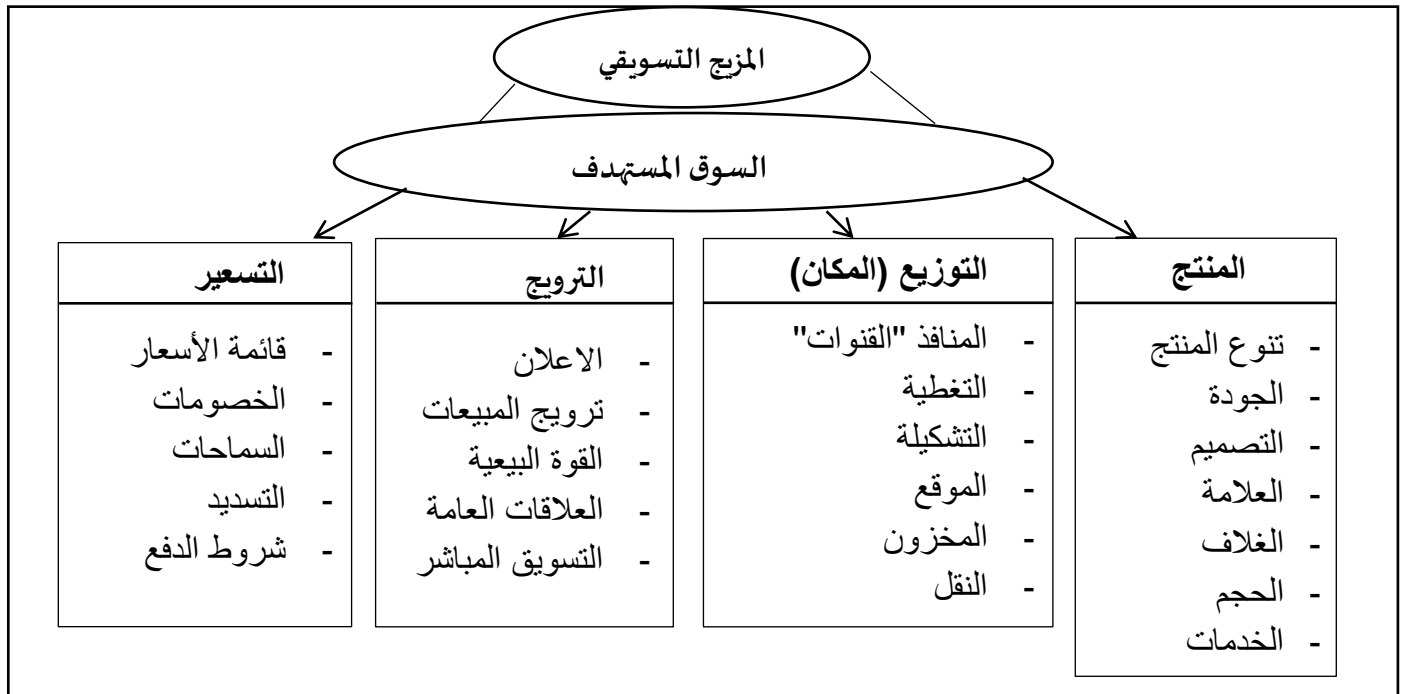 المزيج التسويقي
السوق المستهدف
المنتج
- تنوع المنتج
- الجودة
- التصميم
- العلامة
- الغلاف
- الحجم
- الخدمات
التوزيع (المكان)
- المنافذ "القنوات"
- التغطية
- التشكيلة
- الموقع
- المخزون
- النقل
الترويج
- الاعلان
- ترويج المبيعات
- القوة البيعية
- العلاقات العامة
- التسويق المباشر
التسعير
- قائمة الأسعار
- الخصومات
- السماحات
- التسديد
- شروط الدفع